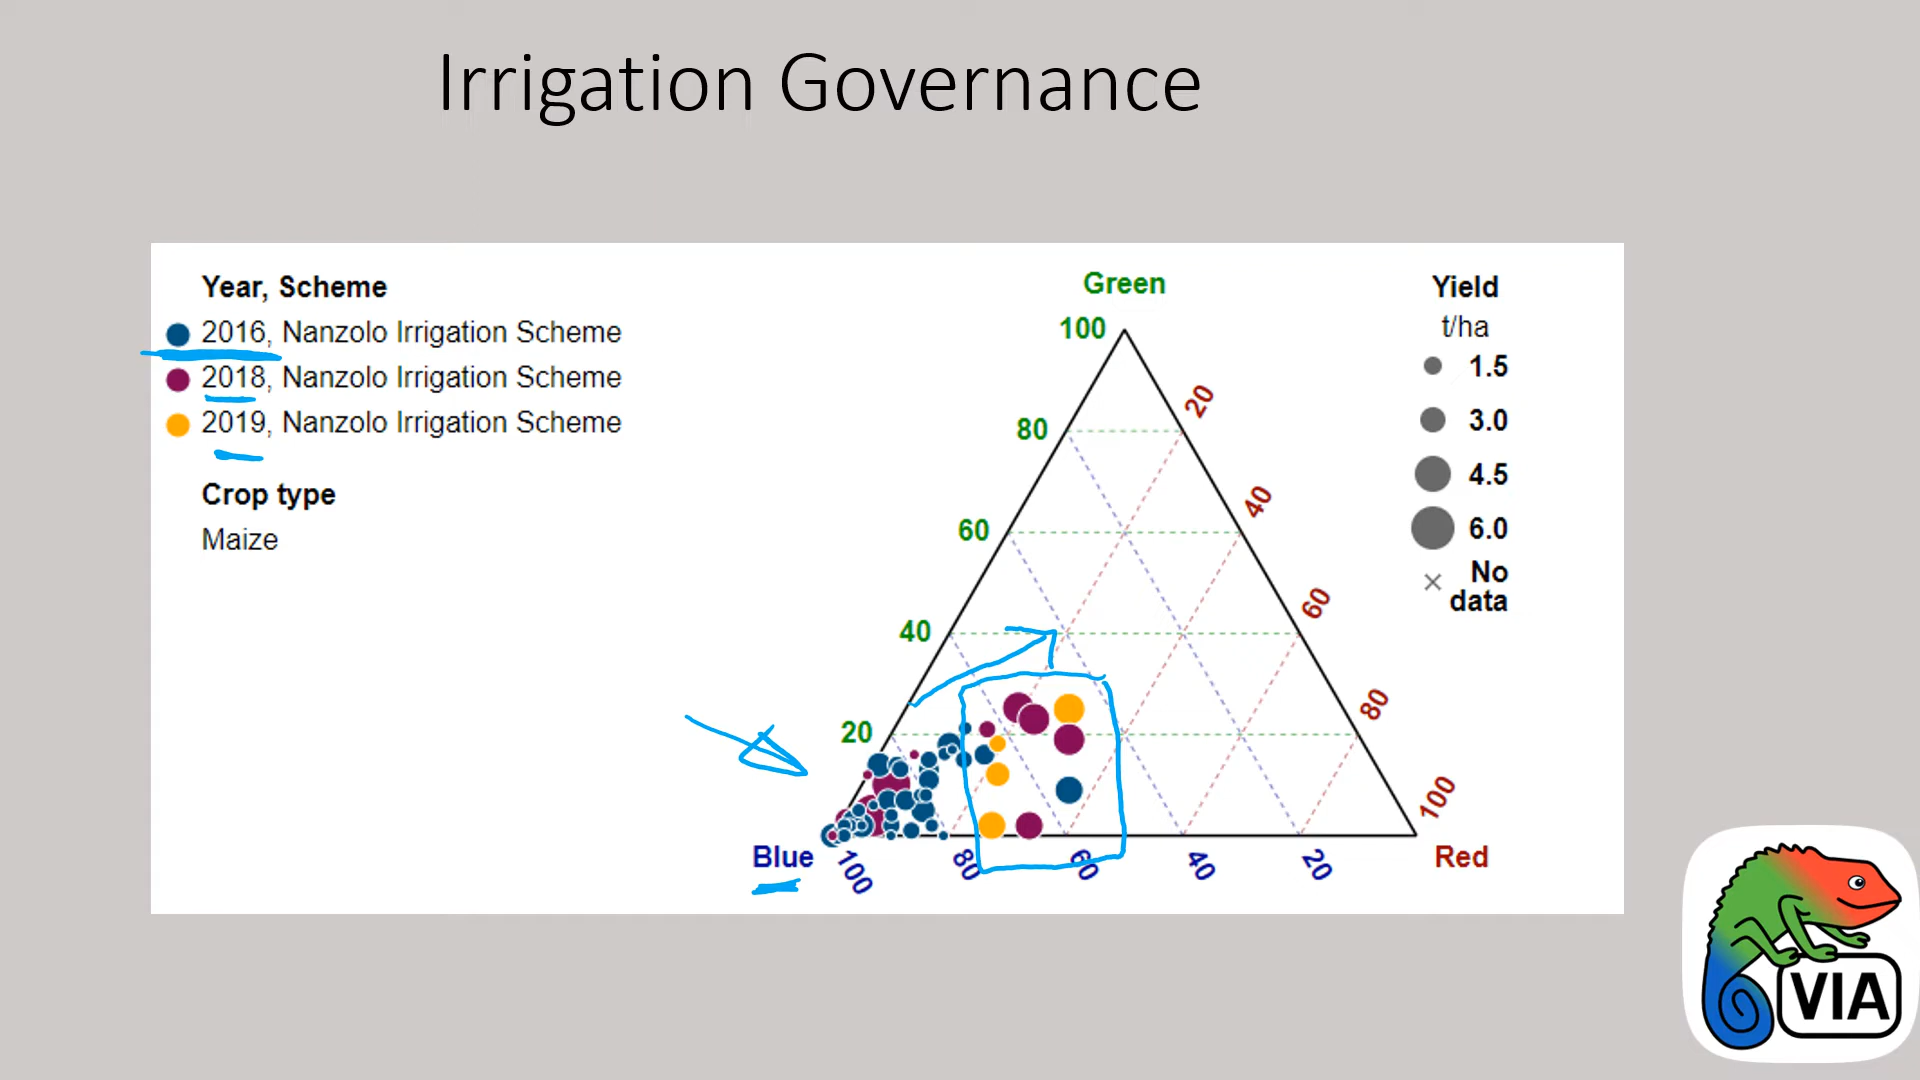 Irrigation Governance
Year, Scheme
2016, Nanzolo Irrigation Scheme
2018, Nanzolo Irrigation Scheme
2019, Nanzolo Irrigation Scheme
Crop type
Maize
Green
100
80
60
40
20
20
40
60
80
100
Blue
100
80
60
40
20
Red
Yield
t/ha
1.5
3.0
4.5
6.0
No
data
VIA